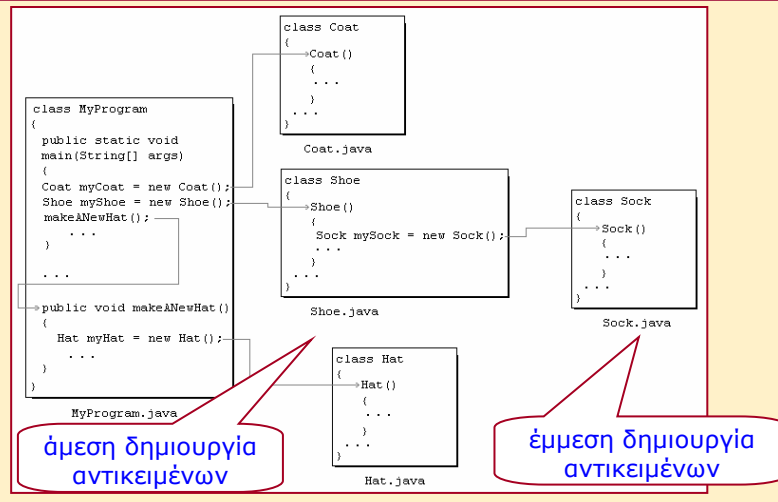 class Coat
{
Coat()
{
. . .
}
. . .
}
Coat.java
class MyProgram
{
public static void
main(String[] args)
{
Coat myCoat = new Coat();
Shoe myShoe = new Shoe();
makeANewHat();
. . .
}
. . .
public void makeANewHat()
{
Hat myHat = new Hat();
. . .
}
}
MyProgram.java
class Shoe
{
Shoe()
{
Sock mySock = new Sock();
. . .
}
. . .
}
Shoe.java
class Sock
{
Sock()
{
. . .
}
. . .
}
Sock.java
class Hat
{
Hat()
{
. . .
}
. . .
}
Hat.java
άμεση δημιουργία
αντικειμένων
έμμεση δημιουργία
αντικειμένων